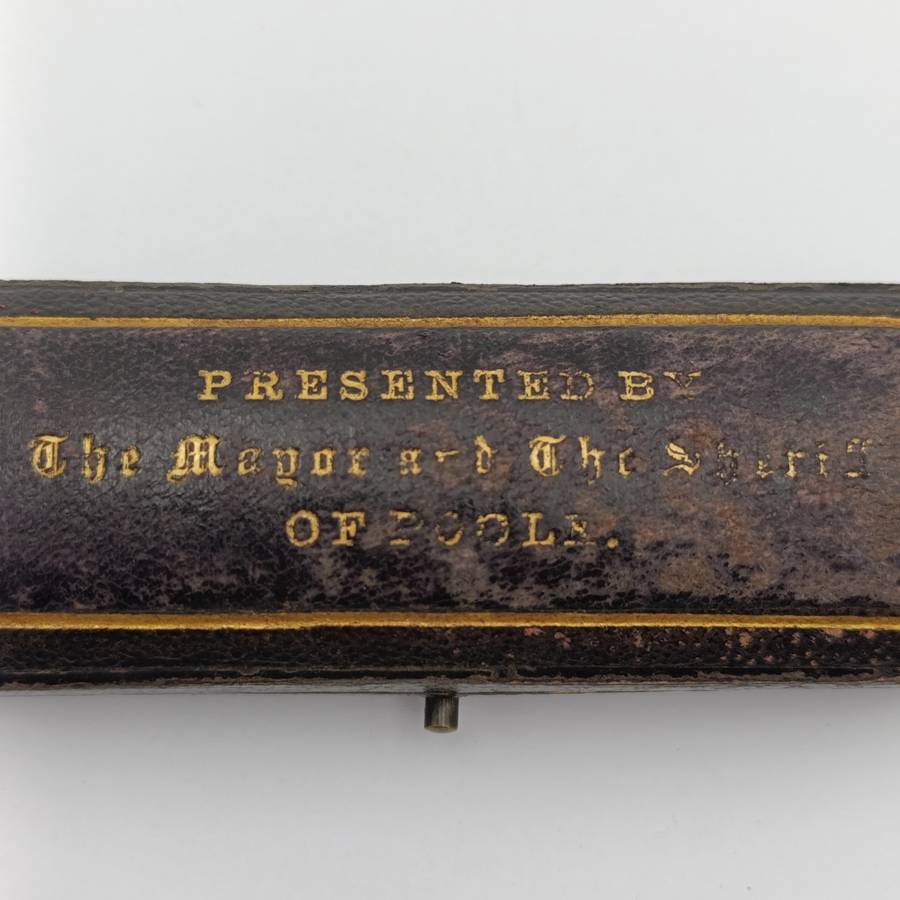 PRESENTED BY
The Mayor and The Sheriff
OF POOLE.